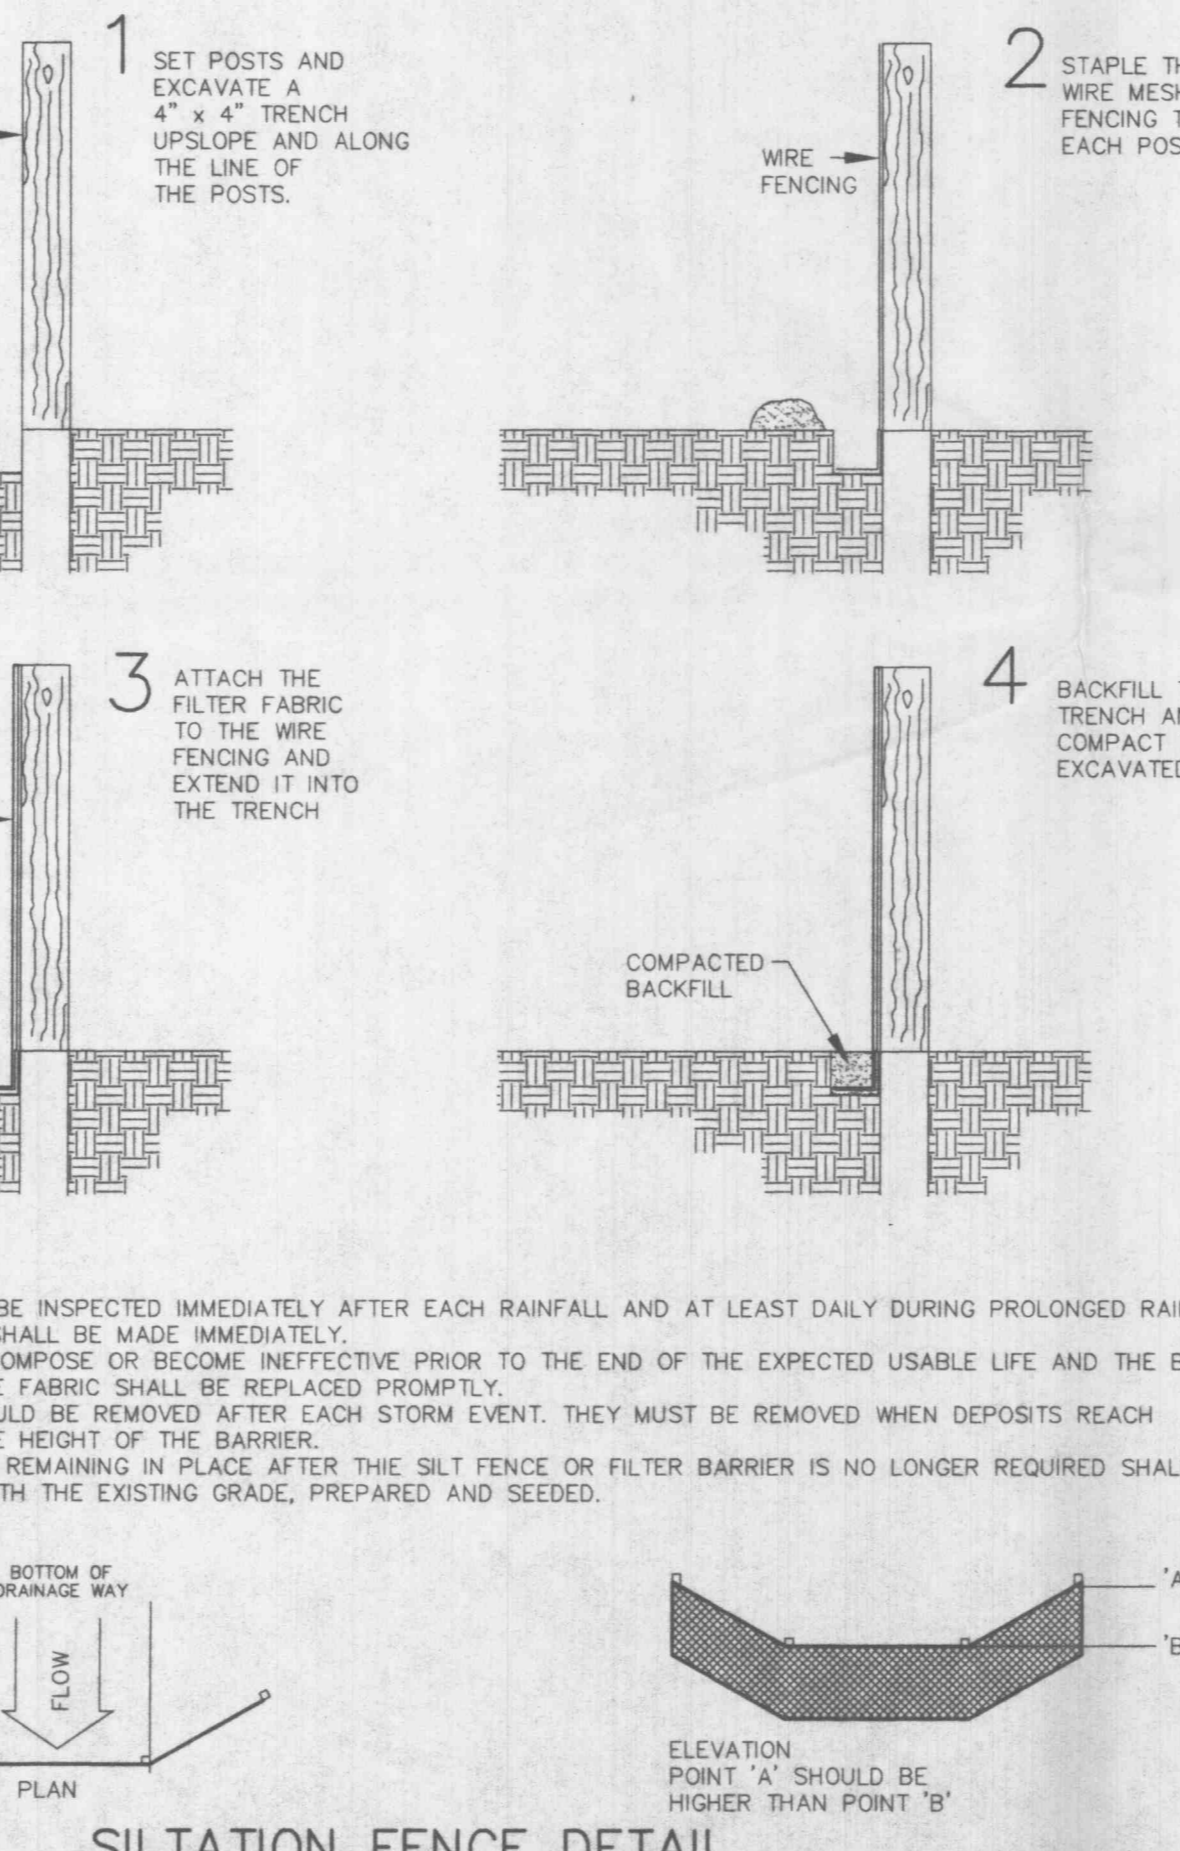 1
SET POSTS AND
EXCAVATE A
4" x 4" TRENCH
UPSLOPE AND ALONG
THE LINE OF
THE POSTS.
2
STAPLE TH
WIRE MESH
FENCING T
EACH POS
WIRE
FENCING
3
ATTACH THE
FILTER FABRIC
TO THE WIRE
FENCING AND
EXTEND IT INTO
THE TRENCH
4
BACKFILL T
TRENCH AN
COMPACT
EXCAVATED
COMPACTED
BACKFILL
BE INSPECTED IMMEDIATELY AFTER EACH RAINFALL AND AT LEAST DAILY DURING PROLONGED RAI
SHALL BE MADE IMMEDIATELY.
OMPOSE OR BECOME INEFFECTIVE PRIOR TO THE END OF THE EXPECTED USABLE LIFE AND THE B
E FABRIC SHALL BE REPLACED PROMPTLY.
ULD BE REMOVED AFTER EACH STORM EVENT. THEY MUST BE REMOVED WHEN DEPOSITS REACH
E HEIGHT OF THE BARRIER.
REMAINING IN PLACE AFTER THIE SILT FENCE OR FILTER BARRIER IS NO LONGER REQUIRED SHAL
TH THE EXISTING GRADE, PREPARED AND SEEDED.
BOTTOM OF
DRAINAGE WAY
FLOW
PLAN
'A
'B
ELEVATION
POINT 'A' SHOULD BE
HIGHER THAN POINT 'B'
SILTATION FENCE DETAIL